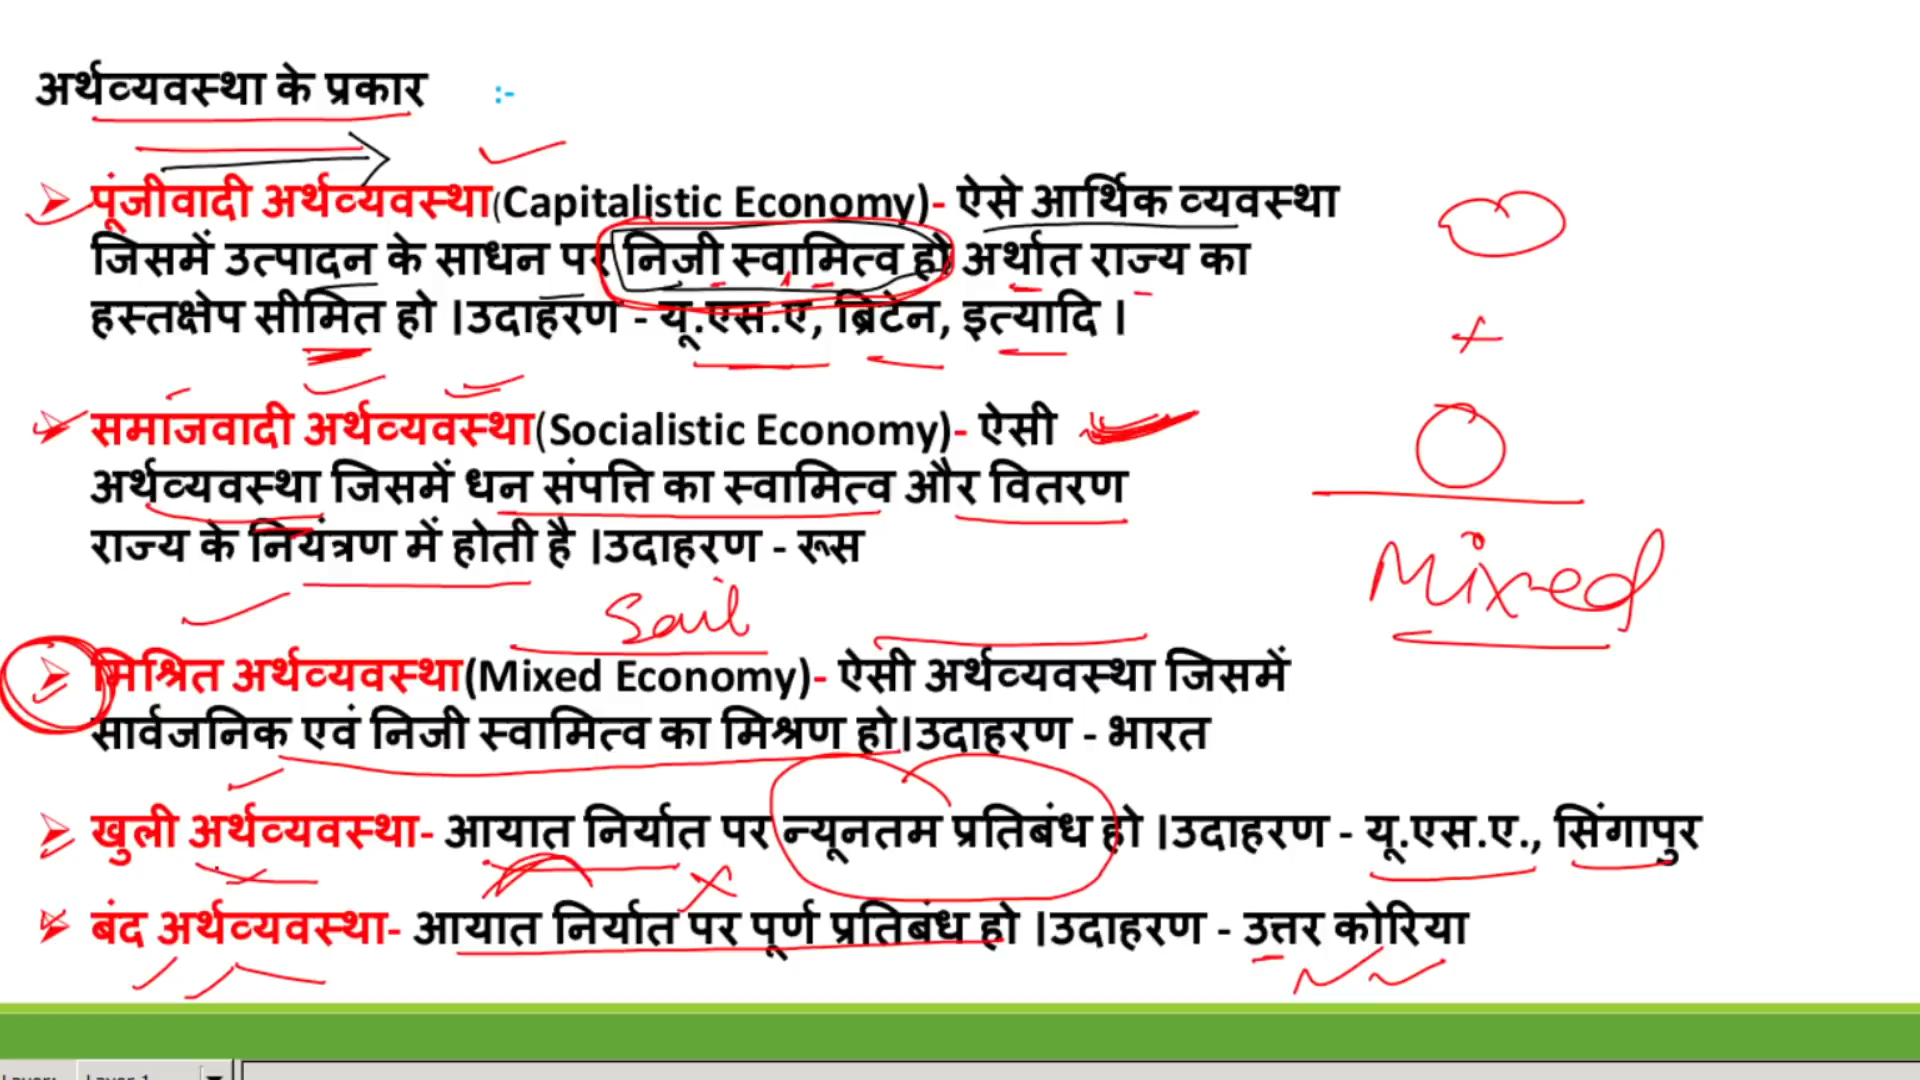 अर्थव्यवस्था के प्रकार :-
पूंजीवादी अर्थव्यवस्था(Capitalistic Economy)- ऐसे आर्थिक व्यवस्था
जिसमें उत्पादन के साधन पर निजी स्वामित्व हो अर्थात राज्य का
हस्तक्षेप सीमित हो ।उदाहरण - यू.एस.ए, ब्रिटेन, इत्यादि ।
+
समाजवादी अर्थव्यवस्था(Socialistic Economy)- ऐसी
अर्थव्यवस्था जिसमें धन संपत्ति का स्वामित्व और वितरण
राज्य के नियंत्रण में होती है ।उदाहरण - रूस
Mixed
Sail
मिश्रित अर्थव्यवस्था(Mixed Economy)- ऐसी अर्थव्यवस्था जिसमें
सार्वजनिक एवं निजी स्वामित्व का मिश्रण हो।उदाहरण - भारत
खुली अर्थव्यवस्था- आयात निर्यात पर न्यूनतम प्रतिबंध हो ।उदाहरण - यू.एस.ए., सिंगापुर
बंद अर्थव्यवस्था- आयात निर्यात पर पूर्ण प्रतिबंध हो ।उदाहरण - उत्तर कोरिया